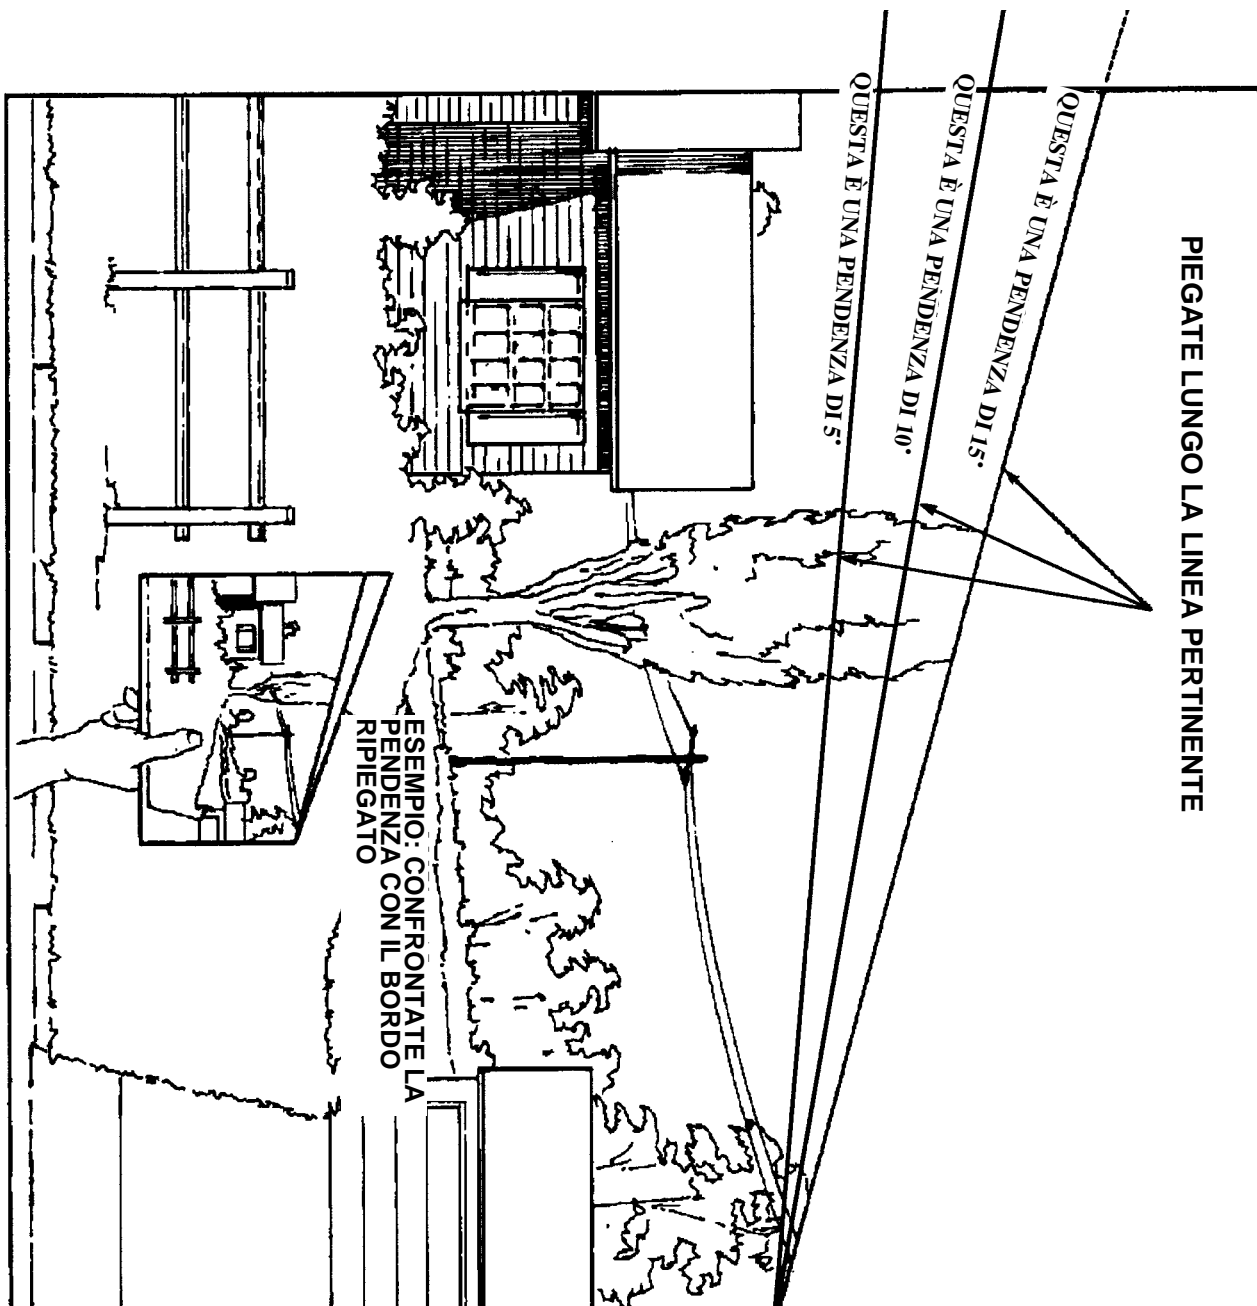 PIEGATE LUNGO LA LINEA PERTINENTE
QUESTA È UNA PENDENZA DI 15°
QUESTA È UNA PENDENZA DI 10°
QUESTA È UNA PENDENZA DI 5°
ESEMPIO: CONFRONTATE LA
PENDENZA CON IL BORDO
RIPIEGATO